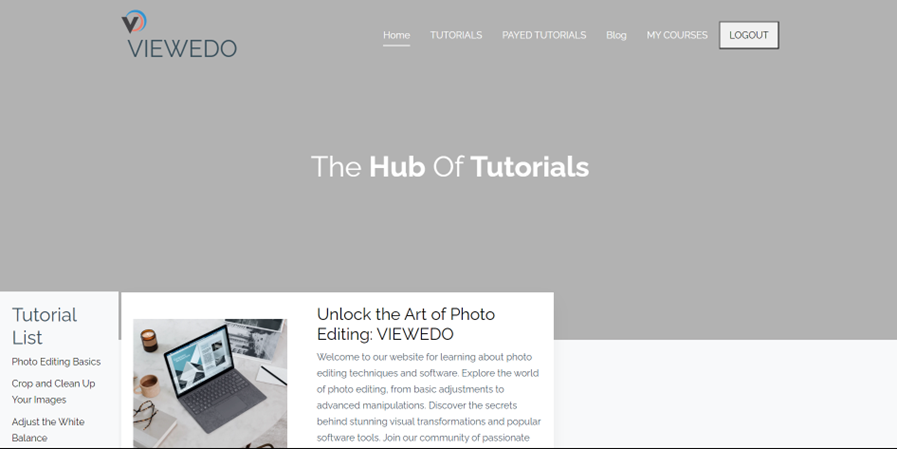 VIEWEDO
Home TUTORIALS PAYED TUTORIALS Blog MY COURSES LOGOUT
The Hub Of Tutorials
Tutorial
List
Photo Editing Basics
Crop and Clean Up
Your Images
Adjust the White
Balance
Unlock the Art of Photo
Editing: VIEWEDO
Welcome to our website for learning about photo
editing techniques and software. Explore the world
of photo editing, from basic adjustments to
advanced manipulations. Discover the secrets
behind stunning visual transformations and popular
software tools. Join our community of passionate